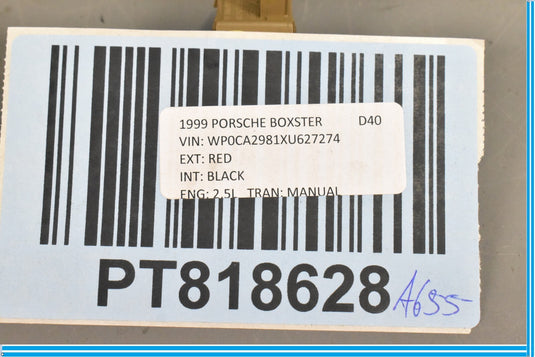 1999 PORSCHE BOXSTER D40
VIN: WP0CA2981XU627274
EXT: RED
INT: BLACK
ENG: 2.5L TRAN: MANUAL
PT818628 A655